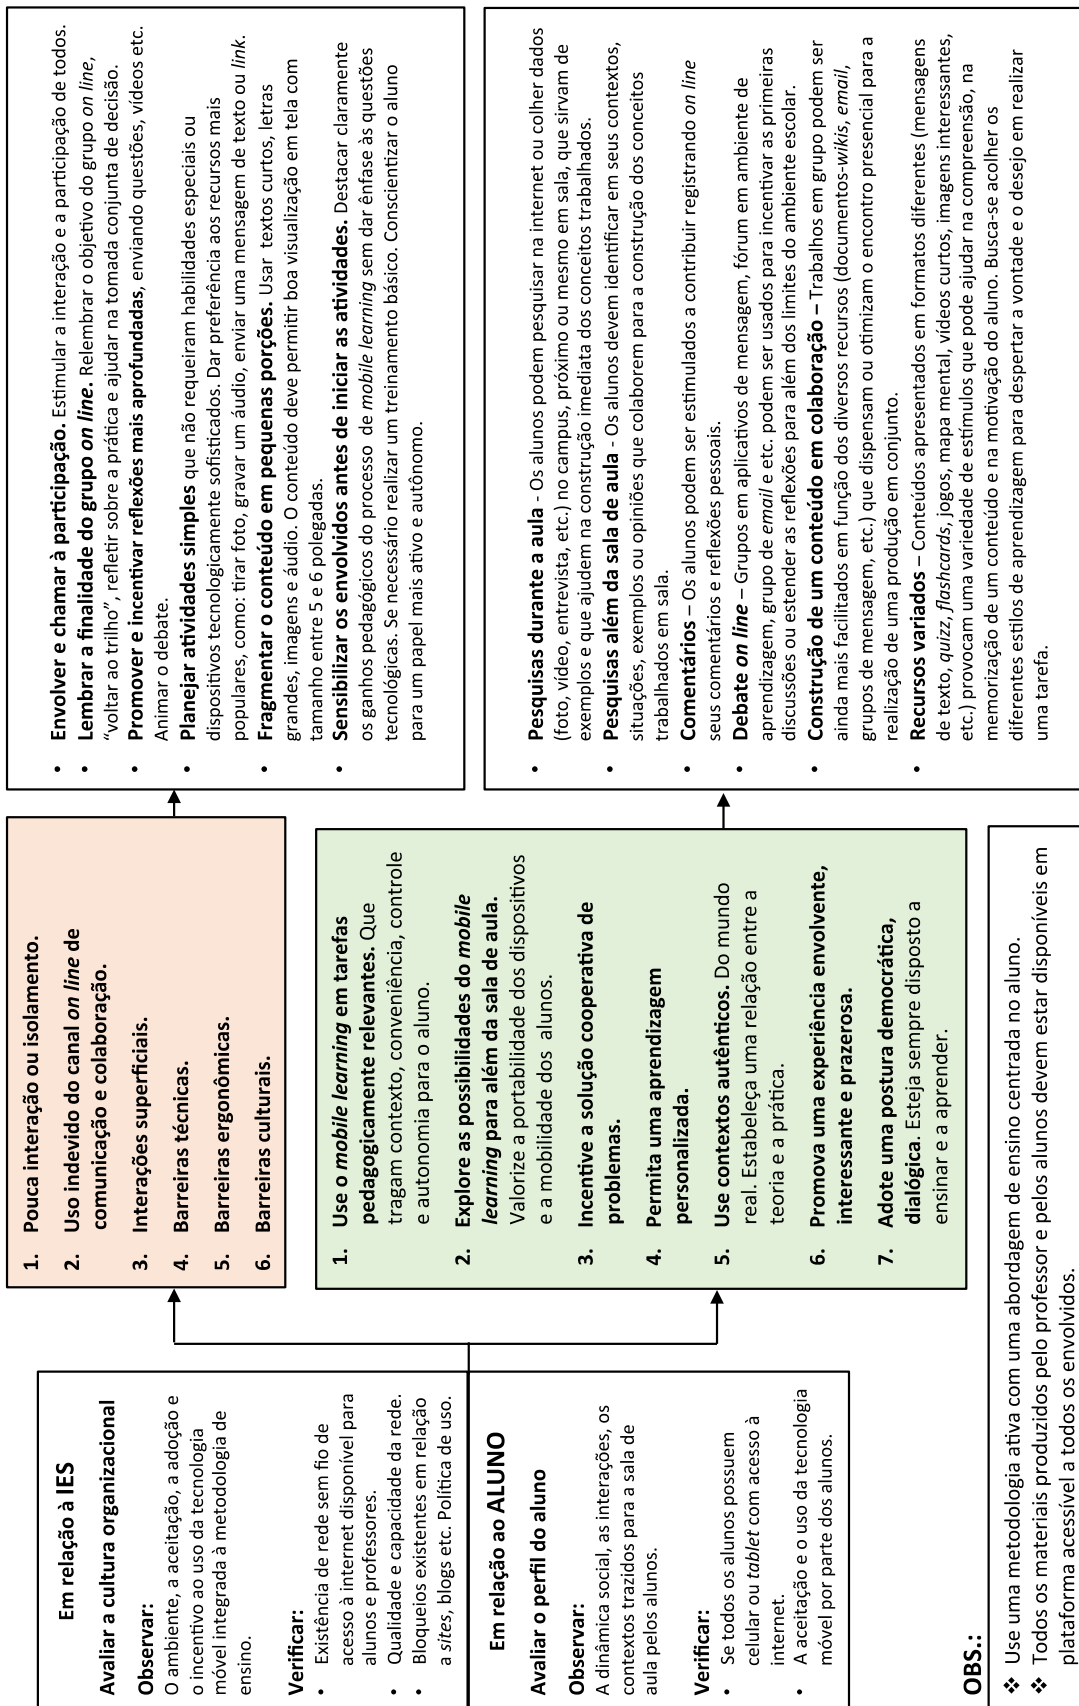 Em relação à IES
Avaliar a cultura organizacional
Observar:
O ambiente, a aceitação, a adoção e
o incentivo ao uso da tecnologia
móvel integrada à metodologia de
ensino.
Verificar:
• Existência de rede sem fio de
acesso à internet disponível para
alunos e professores.
• Qualidade e capacidade da rede.
• Bloqueios existentes em relação
a sites, blogs etc. Política de uso.
Em relação ao ALUNO
Avaliar o perfil do aluno
Observar:
A dinâmica social, as interações, os
contextos trazidos para a sala de
aula pelos alunos.
Verificar:
• Se todos os alunos possuem
celular ou tablet com acesso à
internet.
• A aceitação e o uso da tecnologia
móvel por parte dos alunos.
1. Pouca interação ou isolamento.
2. Uso indevido do canal on line de
comunicação e colaboração.
3. Interações superficiais.
4. Barreiras técnicas.
5. Barreiras ergonômicas.
6. Barreiras culturais.
1. Use o mobile learning em tarefas
pedagogicamente relevantes. Que
tragam contexto, conveniência, controle
e autonomia para o aluno.
2. Explore as possibilidades do mobile
learning para além da sala de aula.
Valorize a portabilidade dos dispositivos
e a mobilidade dos alunos.
3. Incentive a solução cooperativa de
problemas.
4. Permita uma aprendizagem
personalizada.
5. Use contextos autênticos. Do mundo
real. Estabeleça uma relação entre a
teoria e a prática.
6. Promova uma experiência envolvente,
interessante e prazerosa.
7. Adote uma postura democrática,
dialógica. Esteja sempre disposto a
ensinar e a aprender.
• Envolver e chamar à participação. Estimular a interação e a participação de todos.
• Lembrar a finalidade do grupo on line. Relembrar o objetivo do grupo on line,
“voltar ao trilho”, refletir sobre a prática e ajudar na tomada conjunta de decisão.
• Promover e incentivar reflexões mais aprofundadas, enviando questões, vídeos etc.
Animar o debate.
• Planejar atividades simples que não requeiram habilidades especiais ou
dispositivos tecnologicamente sofisticados. Dar preferência aos recursos mais
populares, como: tirar foto, gravar um áudio, enviar uma mensagem de texto ou link.
• Fragmentar o conteúdo em pequenas porções. Usar textos curtos, letras
grandes, imagens e áudio. O conteúdo deve permitir boa visualização em tela com
tamanho entre 5 e 6 polegadas.
• Sensibilizar os envolvidos antes de iniciar as atividades. Destacar claramente
os ganhos pedagógicos do processo de mobile learning sem dar ênfase às questões
tecnológicas. Se necessário realizar um treinamento básico. Conscientizar o aluno
para um papel mais ativo e autônomo.
• Pesquisas durante a aula - Os alunos podem pesquisar na internet ou colher dados
(foto, vídeo, entrevista, etc.) no campus, próximo ou mesmo em sala, que sirvam de
exemplos e que ajudem na construção imediata dos conceitos trabalhados.
• Pesquisas além da sala de aula - Os alunos devem identificar em seus contextos,
situações, exemplos ou opiniões que colaborem para a construção dos conceitos
trabalhados em sala.
• Comentários – Os alunos podem ser estimulados a contribuir registrando on line
seus comentários e reflexões pessoais.
• Debate on line – Grupos em aplicativos de mensagem, fórum em ambiente de
aprendizagem, grupo de email e etc. podem ser usados para incentivar as primeiras
discussões ou estender as reflexões para além dos limites do ambiente escolar.
• Construção de um conteúdo em colaboração – Trabalhos em grupo podem ser
ainda mais facilitados em função dos diversos recursos (documentos-wikis, email,
grupos de mensagem, etc.) que dispensam ou otimizam o encontro presencial para a
realização de uma produção em conjunto.
• Recursos variados – Conteúdos apresentados em formatos diferentes (mensagens
de texto, quizz, flashcards, jogos, mapa mental, vídeos curtos, imagens interessantes,
etc.) provocam uma variedade de estímulos que pode ajudar na compreensão, na
memorização de um conteúdo e na motivação do aluno. Busca-se acolher os
diferentes estilos de aprendizagem para despertar a vontade e o desejo em realizar
uma tarefa.
OBS.:
❖ Use uma metodologia ativa com uma abordagem de ensino centrada no aluno.
❖ Todos os materiais produzidos pelo professor e pelos alunos devem estar disponíveis em
plataforma acessível a todos os envolvidos.